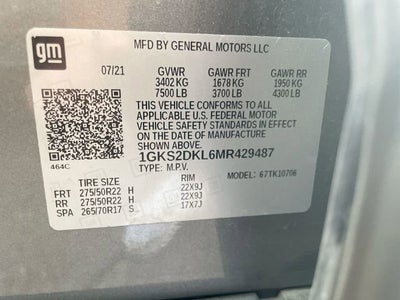 gm
MFD BY GENERAL MOTORS LLC
07/21 GVWR GAWR FRT GAWR RR
3402 KG 1678 KG 1950 KG
7500 LB 3700 LB 4300 LB
THIS VEHICLE CONFORMS TO ALL
APPLICABLE U.S. FEDERAL MOTOR
VEHICLE SAFETY STANDARDS IN EFFECT
ON THE DATE OF MANUFACTURE
SHOWN ABOVE.
1GKS2DKL6MR429487
464C TYPE: M.P.V. MODEL: 67TK10706
TIRE SIZE RIM
FRT 275/50R22 H 22X9J
RR 275/50R22 H 22X9J
SPA 265/70R17 S 17X7J